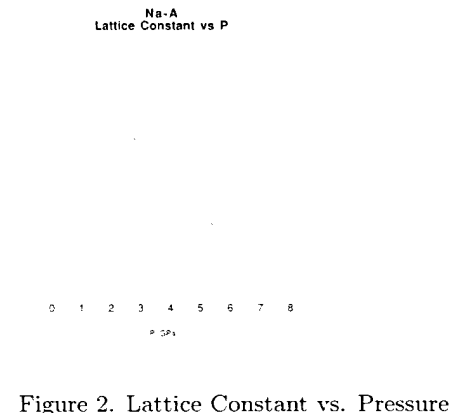 Na-A
Lattice Constant vs P
0 1 2 3 4 5 6 7 8
P GPa
Figure 2. Lattice Constant vs. Pressure